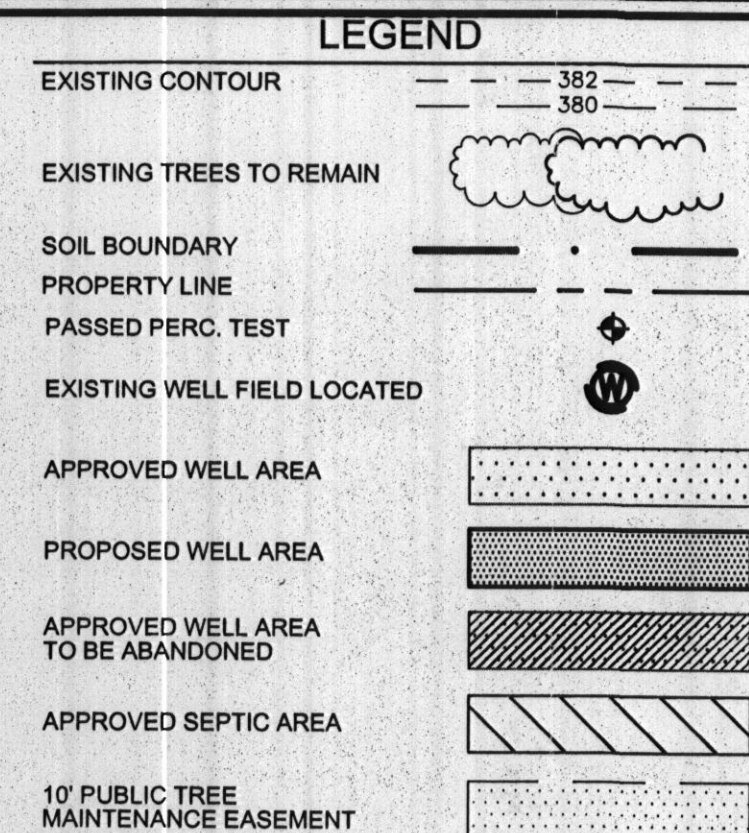 LEGEND
EXISTING CONTOUR
382
380
EXISTING TREES TO REMAIN
SOIL BOUNDARY
PROPERTY LINE
PASSED PERC. TEST
EXISTING WELL FIELD LOCATED
W
APPROVED WELL AREA
PROPOSED WELL AREA
APPROVED WELL AREA
TO BE ABANDONED
APPROVED SEPTIC AREA
10' PUBLIC TREE
MAINTENANCE EASEMENT